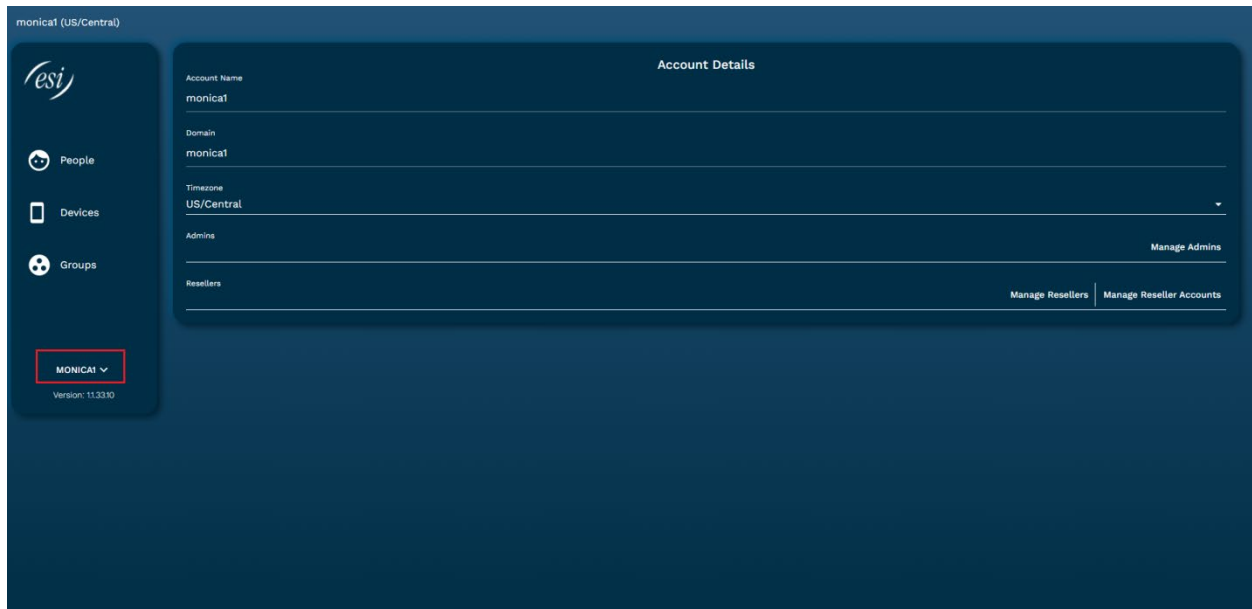 monica1 (US/Central)
esi
People
Devices
Groups
MONICA1
Version: 1.1.33.10
Account Details
Account Name
monica1
Domain
monica1
Timezone
US/Central
Admins
Manage Admins
Resellers
Manage Resellers Manage Reseller Accounts